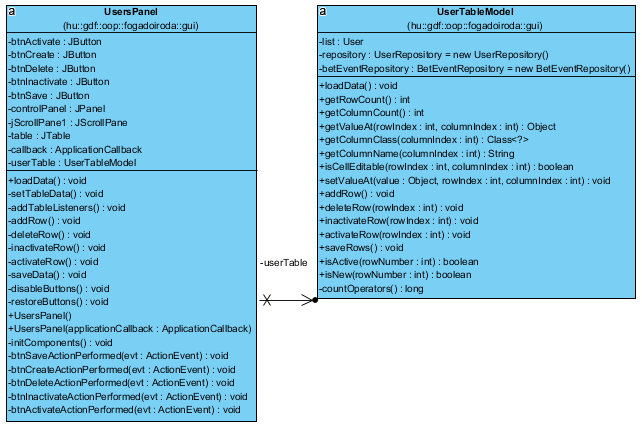 a
UsersPanel
(hu::gdf::oop::fogadoiroda::gui)
-btnActivate : JButton
-btnCreate : JButton
-btnDelete : JButton
-btnInactivate : JButton
-btnSave : JButton
-controlPanel : JPanel
-jScrollPane1 : JScrollPane
-table : JTable
-callback : ApplicationCallback
-userTable : UserTableModel
+loadData() : void
-setTableData() : void
-addTableListeners() : void
-addRow() : void
-deleteRow() : void
-inactivateRow() : void
-activateRow() : void
-saveData() : void
-disableButtons() : void
-restoreButtons() : void
+UsersPanel()
+UsersPanel(applicationCallback : ApplicationCallback)
-initComponents() : void
-btnSaveActionPerformed(evt : ActionEvent) : void
-btnCreateActionPerformed(evt : ActionEvent) : void
-btnDeleteActionPerformed(evt : ActionEvent) : void
-btnInactivateActionPerformed(evt : ActionEvent) : void
-btnActivateActionPerformed(evt : ActionEvent) : void
-userTable
a
UserTableModel
(hu::gdf::oop::fogadoiroda::gui)
-list : User
-repository : UserRepository = new UserRepository()
-betEventRepository : BetEventRepository = new BetEventRepository()
+loadData() : void
+getRowCount() : int
+getColumnCount() : int
+getValueAt(rowIndex : int, columnIndex : int) : Object
+getColumnClass(columnIndex : int) : Class<?>
+getColumnName(columnIndex : int) : String
+isCellEditable(rowIndex : int, columnIndex : int) : boolean
+setValueAt(value : Object, rowIndex : int, columnIndex : int) : void
+addRow() : void
+deleteRow(rowIndex : int) : void
+inactivateRow(rowIndex : int) : void
+activateRow(rowIndex : int) : void
+saveRows() : void
+isActive(rowNumber : int) : boolean
+isNew(rowNumber : int) : boolean
-countOperators() : long